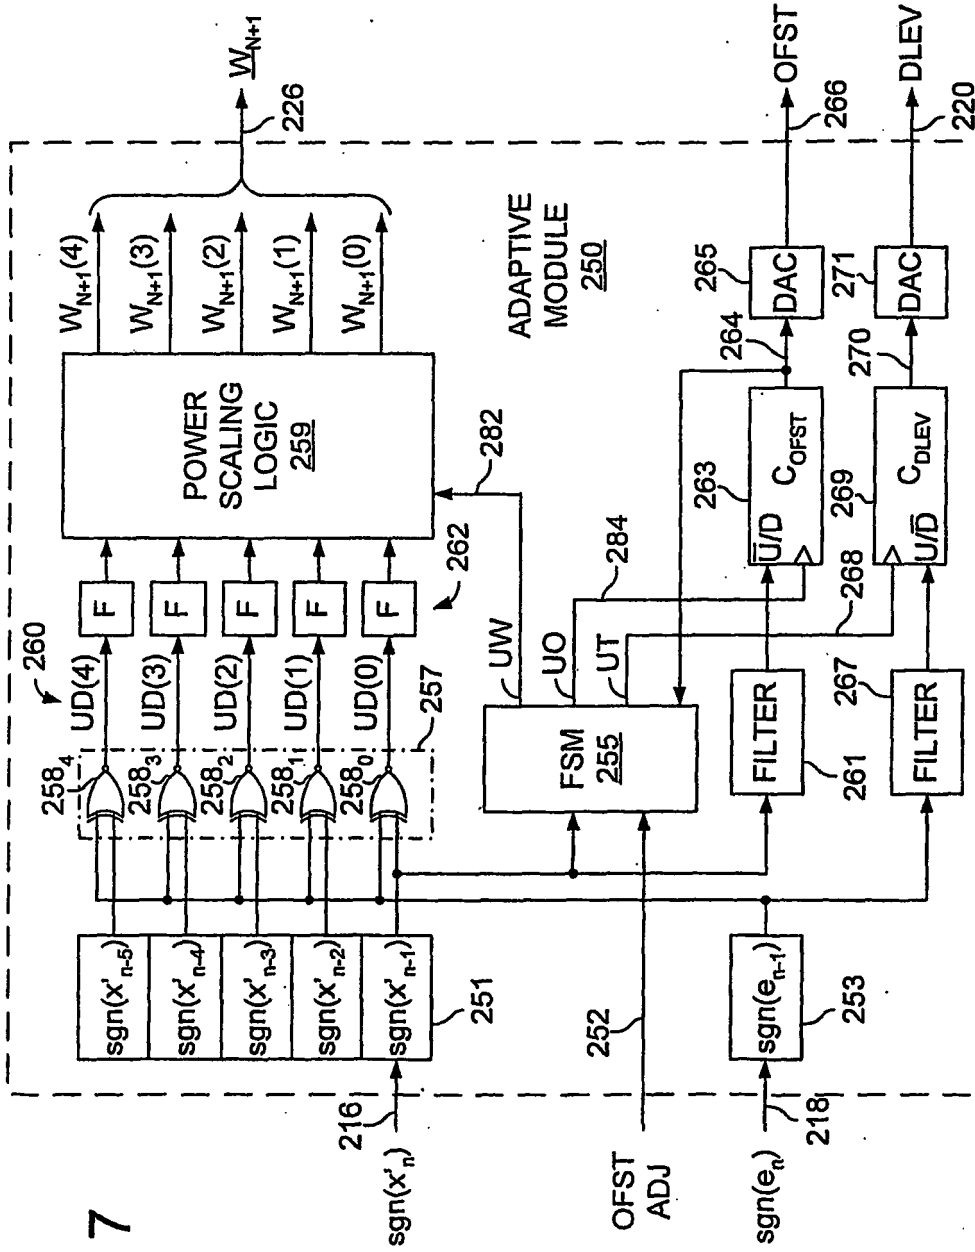 7
sgn(x'n)
216
OFST
ADJ
252
sgn(en)
218
sgn(x'n-5)
sgn(x'n-4)
sgn(x'n-3)
sgn(x'n-2)
sgn(x'n-1)
251
sgn(en-1)
253
2584
2583
2582
2581
2580
257
260
UD(4)
UD(3)
UD(2)
UD(1)
UD(0)
F
F
F
F
F
262
POWER
SCALING
LOGIC
259
WN+1(4)
WN+1(3)
WN+1(2)
WN+1(1)
WN+1(0)
WN+1
226
ADAPTIVE
MODULE
250
FSM
255
UW
UO
UT
282
284
268
FILTER
261
FILTER
267
U̅/D
COFST
263
264
DAC
265
OFST
266
U/D̅
CDLEV
269
270
DAC
271
DLEV
220